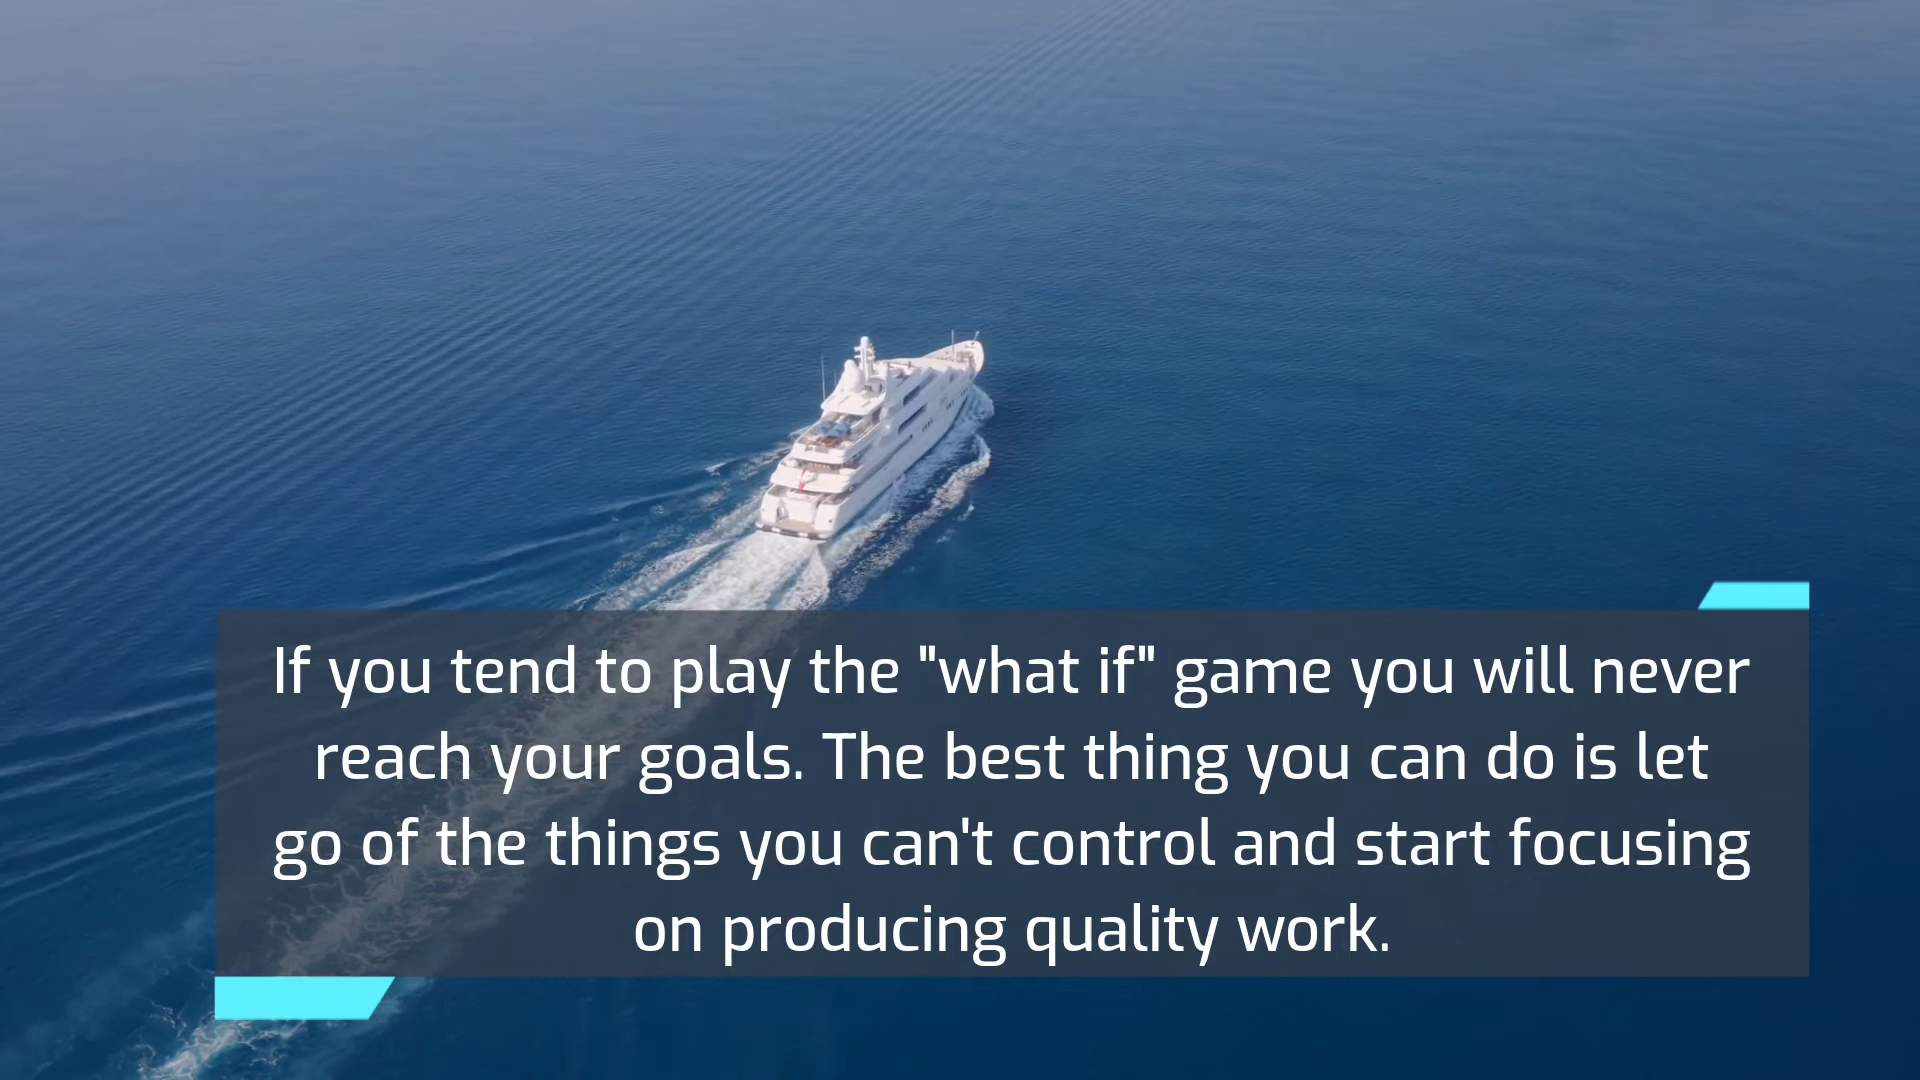 If you tend to play the "what if" game you will never
reach your goals. The best thing you can do is let
go of the things you can't control and start focusing
on producing quality work.